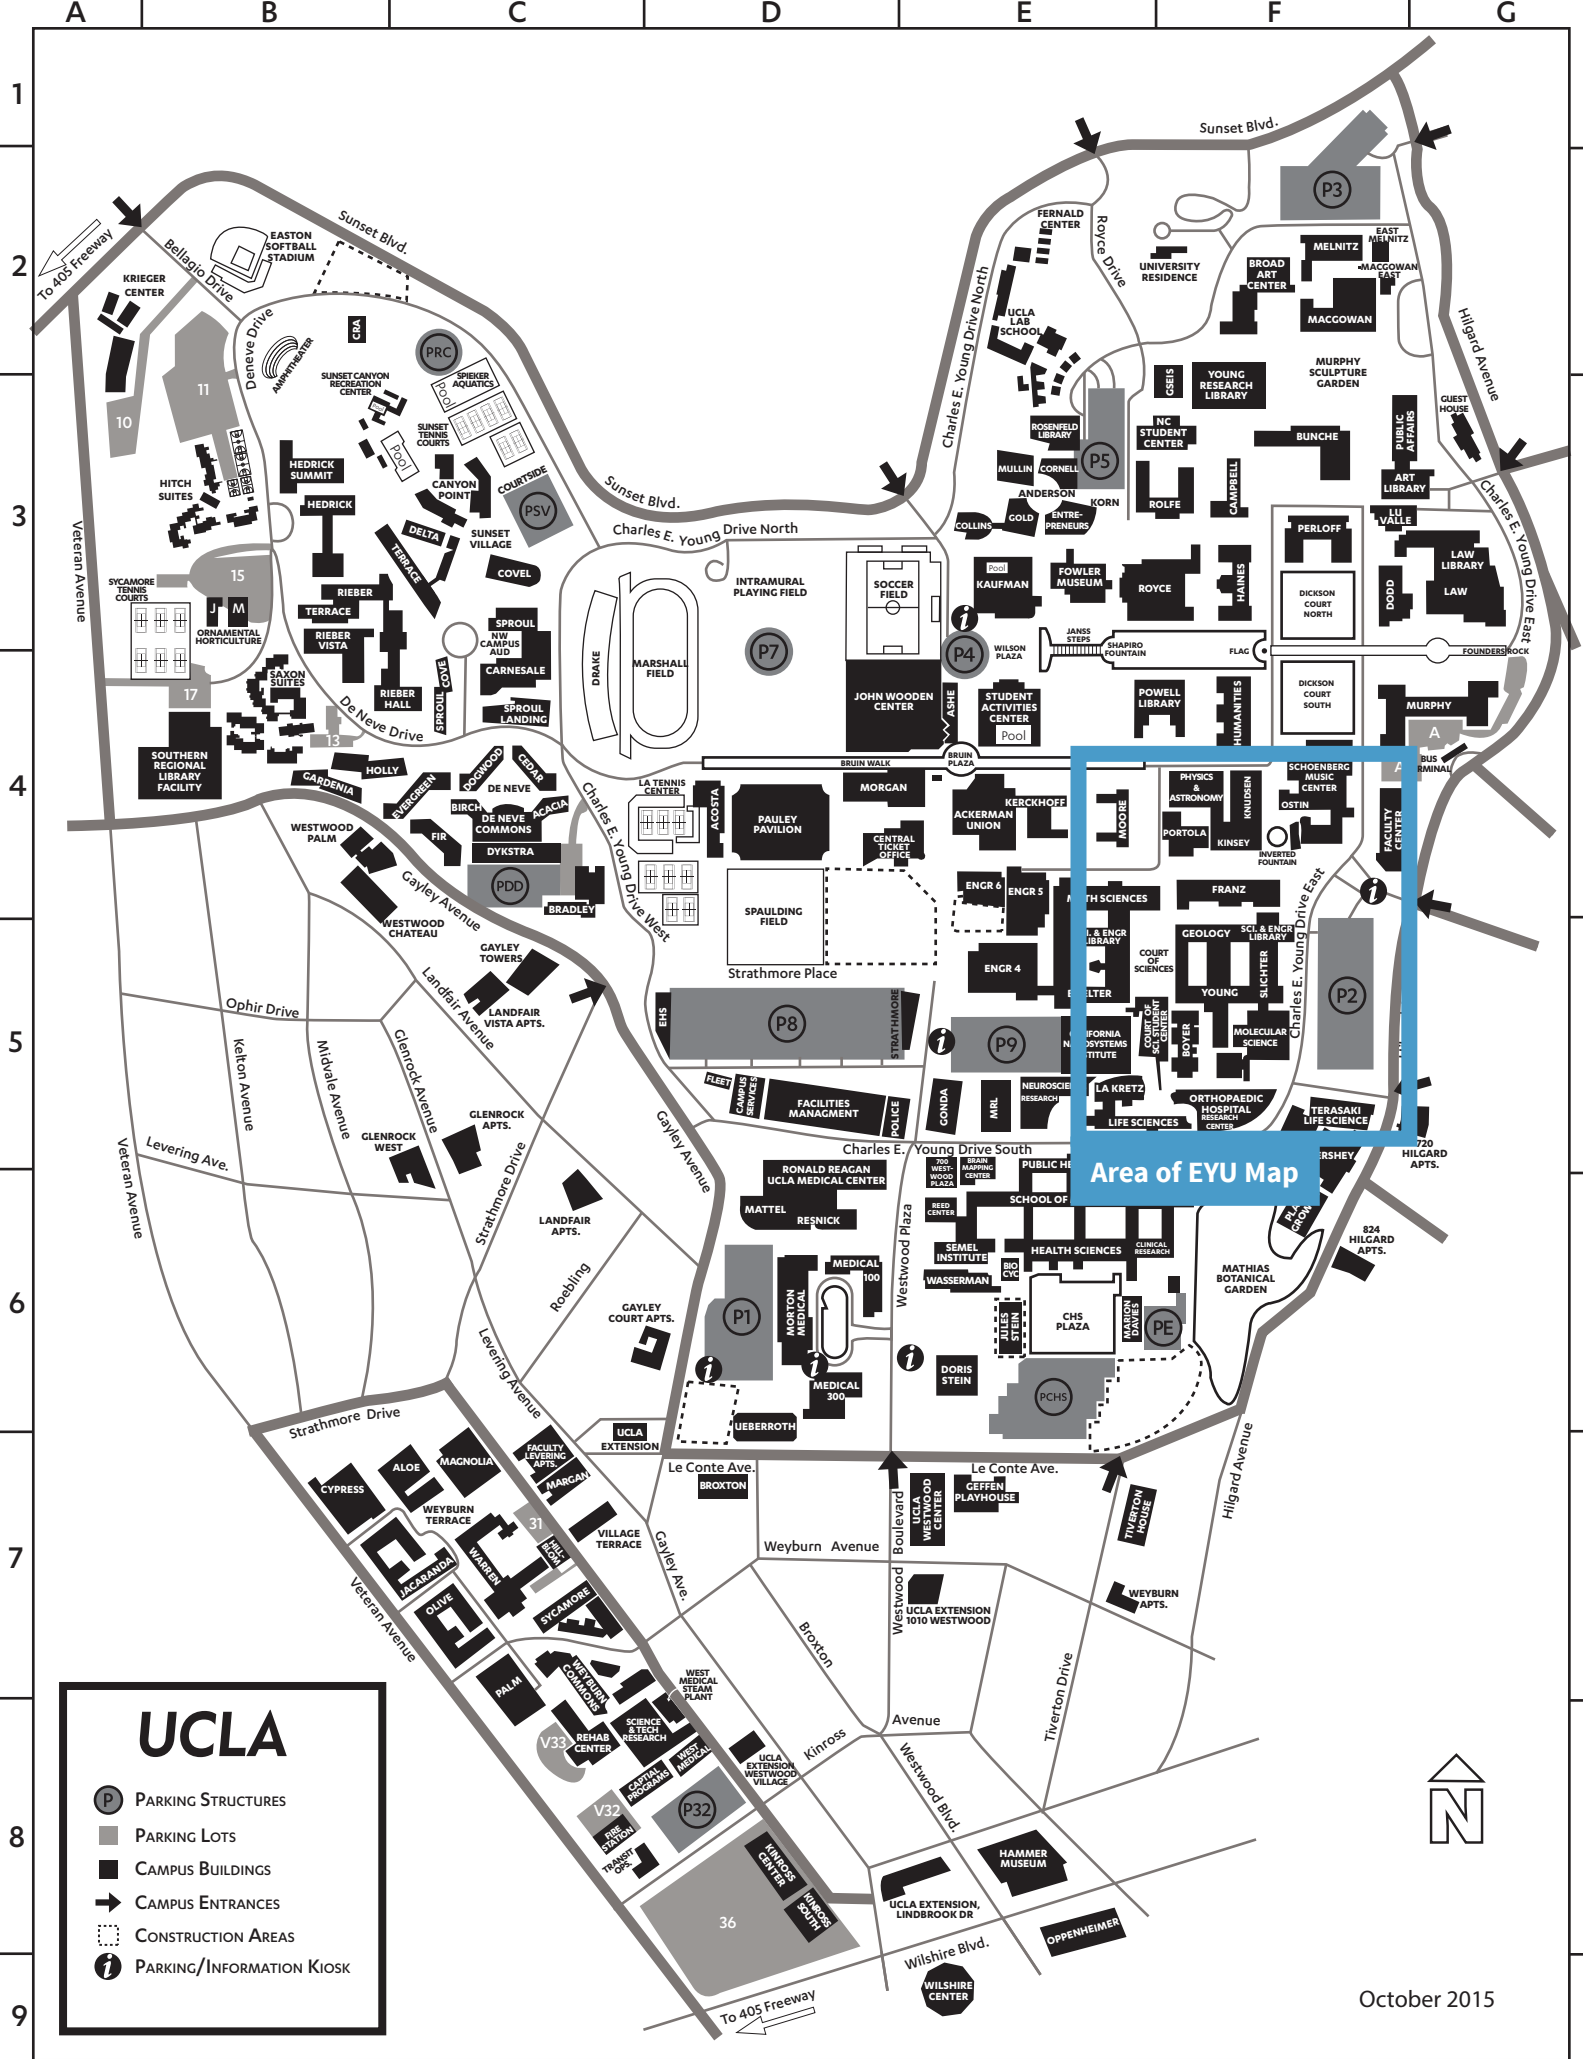 A B C D E F G
1
2
3
4
5
6
7
8
9
Sunset Blvd.
P3
To 405 Freeway
Bellagio Drive
EASTON
SOFTBALL
STADIUM
Sunset Blvd.
KRIEGER
CENTER
Deneve Drive
AMPHITHEATER
CRA
PRC
SPIEKER
AQUATICS
Pool
SUNSET CANYON
RECREATION
CENTER
Pool
SUNSET
TENNIS
COURTS
Pool
11
10
FERNALD
CENTER
Royce Drive
UNIVERSITY
RESIDENCE
Charles E. Young Drive North
UCLA
LAB
SCHOOL
MELNITZ
EAST
MELNITZ
BROAD
ART
CENTER
MACGOWAN
EAST
MACGOWAN
Hilgard Avenue
MURPHY
SCULPTURE
GARDEN
GSEIS
YOUNG
RESEARCH
LIBRARY
GUEST
HOUSE
PUBLIC
AFFAIRS
ROSENFELD
LIBRARY
P5
NC
STUDENT
CENTER
BUNCHE
MULLIN
CORNELL
ANDERSON
KORN
GOLD
ENTRE-
PRENEURS
COLLINS
ROLFE
CAMPBELL
ART
LIBRARY
LU
VALLE
PERLOFF
LAW
LIBRARY
LAW
DODD
Charles E. Young Drive East
HITCH
SUITES
HEDRICK
SUMMIT
HEDRICK
CANYON
POINT
COURTSIDE
PSV
DELTA
SUNSET
VILLAGE
TERRACE
COVEL
Sunset Blvd.
Charles E. Young Drive North
Veteran Avenue
15
SYCAMORE
TENNIS
COURTS
J
M
ORNAMENTAL
HORTICULTURE
RIEBER
TERRACE
RIEBER
VISTA
RIEBER
HALL
SPROUL
NW
CAMPUS
AUD
CARNESALE
SPROUL
COVE
SPROUL
LANDING
INTRAMURAL
PLAYING FIELD
SOCCER
FIELD
Pool
KAUFMAN
FOWLER
MUSEUM
ROYCE
HAINES
DICKSON
COURT
NORTH
DRAKE
MARSHALL
FIELD
P7
P4
WILSON
PLAZA
JANSS
STEPS
SHAPIRO
FOUNTAIN
FLAG
FOUNDERS ROCK
17
SAXON
SUITES
13
De Neve Drive
JOHN WOODEN
CENTER
ASHE
STUDENT
ACTIVITIES
CENTER
Pool
POWELL
LIBRARY
HUMANITIES
DICKSON
COURT
SOUTH
MURPHY
A
BUS
TERMINAL
SOUTHERN
REGIONAL
LIBRARY
FACILITY
GARDENIA
HOLLY
EVERGREEN
DOGWOOD
CEDAR
DE NEVE
BIRCH
ACACIA
DE NEVE
COMMONS
FIR
DYKSTRA
PDD
BRADLEY
BRUIN WALK
BRUIN
PLAZA
LA TENNIS
CENTER
ACOSTA
PAULEY
PAVILION
MORGAN
CENTRAL
TICKET
OFFICE
ACKERMAN
UNION
KERCKHOFF
MOORE
PHYSICS
&
ASTRONOMY
KNUDSEN
SCHOENBERG
MUSIC
CENTER
OSTIN
PORTOLA
KINSEY
INVERTED
FOUNTAIN
FACULTY
CENTER
WESTWOOD
PALM
Gayley Avenue
WESTWOOD
CHATEAU
Charles E. Young Drive West
SPAULDING
FIELD
Strathmore Place
ENGR 6
ENGR 5
ENGR 4
FRANZ
COURT
OF
SCIENCES
GEOLOGY
SCI. & ENGR
LIBRARY
SLICHTER
YOUNG
Charles E. Young Drive East
P2
GAYLEY
TOWERS
LANDFAIR
VISTA APTS.
Landfair Avenue
Ophir Drive
Kelton Avenue
Midvale Avenue
Glenrock Avenue
EHS
P8
STRATHMORE
P9
COURT OF
SCI. STUDENT
CENTER
BOYER
MOLECULAR
SCIENCE
FLEET
CAMPUS
SERVICES
FACILITIES
MANAGMENT
POLICE
GONDA
MRL
RESEARCH
LA KRETZ
LIFE SCIENCES
ORTHOPAEDIC
HOSPITAL
RESEARCH
CENTER
TERASAKI
LIFE SCIENCE
Levering Ave.
GLENROCK
WEST
GLENROCK
APTS.
Strathmore Drive
LANDFAIR
APTS.
Gayley Avenue
Charles E. Young Drive South
Area of EYU Map
720
HILGARD
APTS.
RONALD REAGAN
UCLA MEDICAL CENTER
MATTEL
RESNICK
700
WEST-
WOOD
PLAZA
BRAIN
MAPPING
CENTER
REED
CENTER
SCHOOL OF
SEMEL
INSTITUTE
HEALTH SCIENCES
CLINICAL
RESEARCH
WASSERMAN
BIO
CYC
824
HILGARD
APTS.
MATHIAS
BOTANICAL
GARDEN
Veteran Avenue
Roebling
GAYLEY
COURT APTS.
P1
MORTON
MEDICAL
MEDICAL
100
MEDICAL
300
UEBERROTH
Westwood Plaza
JULES
STEIN
CHS
PLAZA
MARION
DAVIES
PE
DORIS
STEIN
PCHS
Levering Avenue
Strathmore Drive
UCLA
EXTENSION
Le Conte Ave.
BROXTON
Le Conte Ave.
GEFFEN
PLAYHOUSE
UCLA
WESTWOOD
CENTER
TIVERTON
HOUSE
Hilgard Avenue
FACULTY
LEVERING
APTS.
MARGAN
CYPRESS
ALOE
MAGNOLIA
WEYBURN
TERRACE
31
HILL-
BLOM
VILLAGE
TERRACE
WARREN
JACARANDA
OLIVE
SYCAMORE
PALM
WEYBURN
COMMONS
Gayley Ave.
Weyburn Avenue
Westwood Boulevard
UCLA EXTENSION
1010 WESTWOOD
WEYBURN
APTS.
Broxton
Tiverton Drive
Veteran Avenue
WEST
MEDICAL
STEAM
PLANT
V33
REHAB
CENTER
SCIENCE
& TECH
RESEARCH
WEST
MEDICAL
CAPTIAL
PROGRAMS
V32
FIRE
STATION
TRANSIT
OPS.
P32
UCLA
EXTENSION
WESTWOOD
VILLAGE
Kinross
Avenue
Westwood Blvd.
KINROSS
CENTER
KINROSS
SOUTH
36
HAMMER
MUSEUM
UCLA EXTENSION,
LINDBROOK DR
OPPENHEIMER
Wilshire Blvd.
WILSHIRE
CENTER
To 405 Freeway
UCLA
P PARKING STRUCTURES
PARKING LOTS
CAMPUS BUILDINGS
CAMPUS ENTRANCES
CONSTRUCTION AREAS
i PARKING/INFORMATION KIOSK
N
October 2015